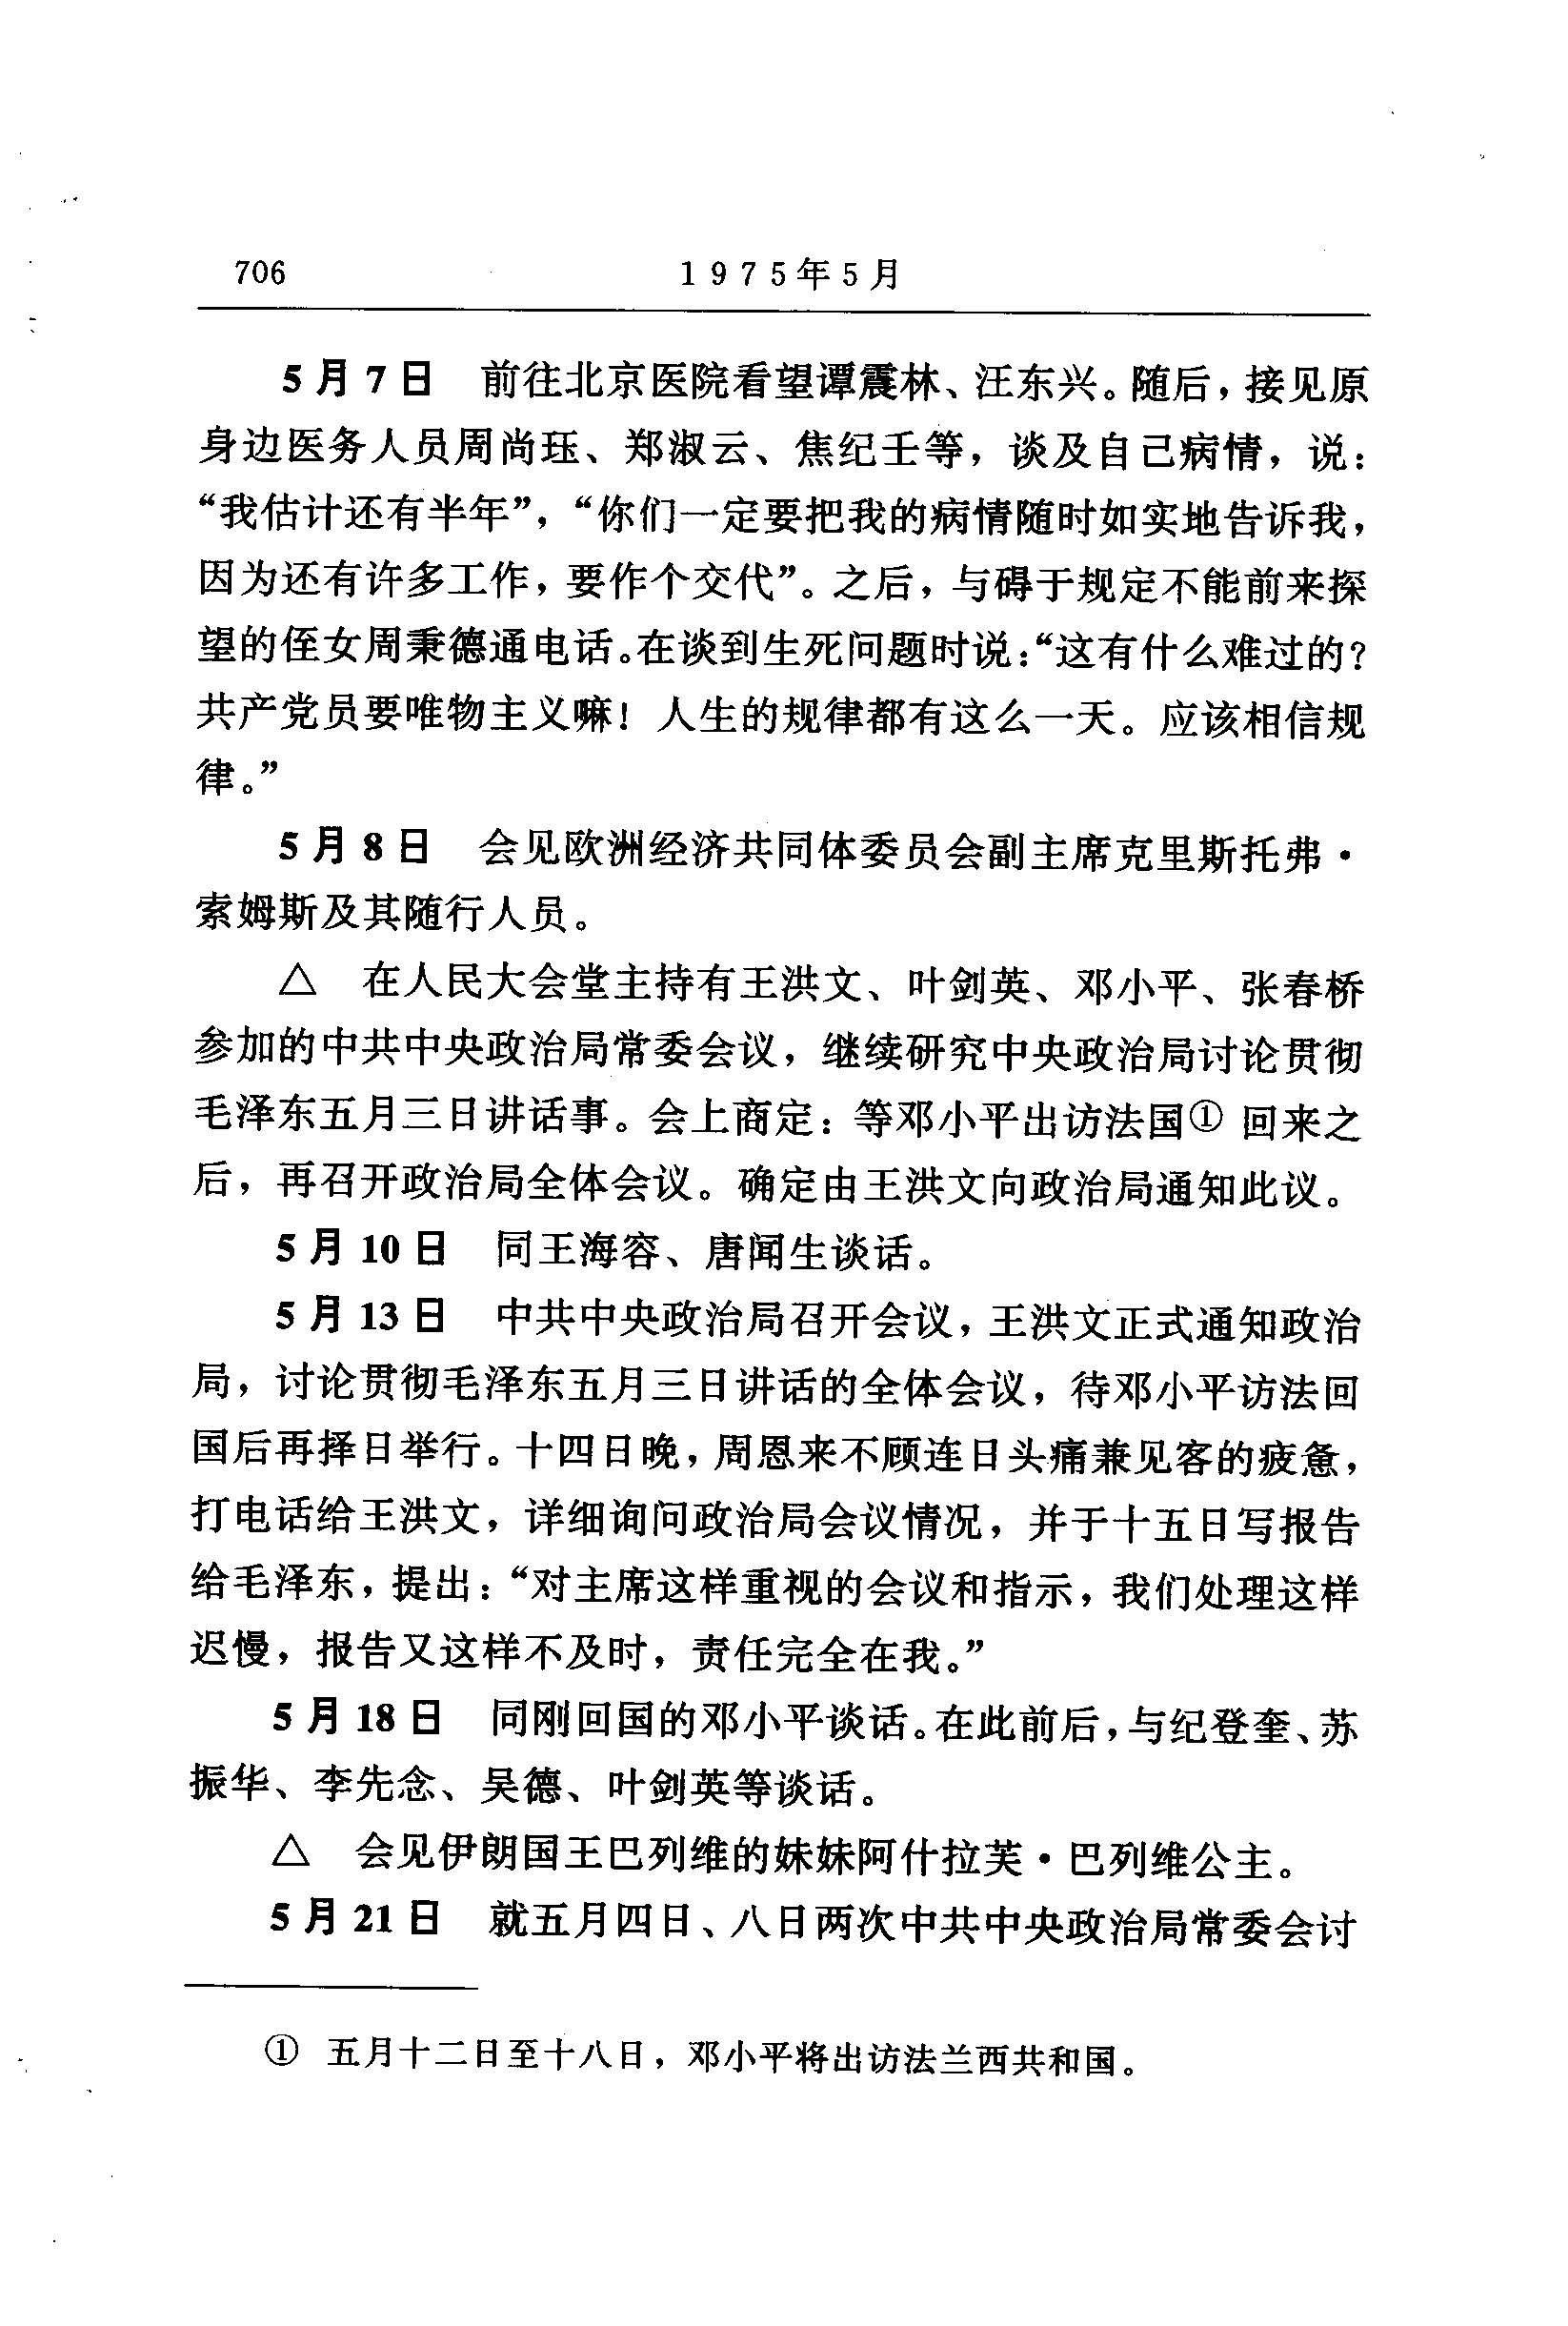 706 1975年5月
5月7日 前往北京医院看望谭震林、汪东兴。随后，接见原
身边医务人员周尚珏、郑淑云、焦纪壬等，谈及自己病情，说：
“我估计还有半年”，“你们一定要把我的病情随时如实地告诉我，
因为还有许多工作，要作个交代”。之后，与碍于规定不能前来探
望的侄女周秉德通电话。在谈到生死问题时说：“这有什么难过的？
共产党员要唯物主义嘛！人生的规律都有这么一天。应该相信规
律。”
5月8日 会见欧洲经济共同体委员会副主席克里斯托弗·
索姆斯及其随行人员。
△ 在人民大会堂主持有王洪文、叶剑英、邓小平、张春桥
参加的中共中央政治局常委会议，继续研究中央政治局讨论贯彻
毛泽东五月三日讲话事。会上商定：等邓小平出访法国① 回来之
后，再召开政治局全体会议。确定由王洪文向政治局通知此议。
5月10日 同王海容、唐闻生谈话。
5月13日 中共中央政治局召开会议，王洪文正式通知政治
局，讨论贯彻毛泽东五月三日讲话的全体会议，待邓小平访法回
国后再择日举行。十四日晚，周恩来不顾连日头痛兼见客的疲惫，
打电话给王洪文，详细询问政治局会议情况，并于十五日写报告
给毛泽东，提出：“对主席这样重视的会议和指示，我们处理这样
迟慢，报告又这样不及时，责任完全在我。”
5月18日 同刚回国的邓小平谈话。在此前后，与纪登奎、苏
振华、李先念、吴德、叶剑英等谈话。
△ 会见伊朗国王巴列维的妹妹阿什拉芙·巴列维公主。
5月21日 就五月四日、八日两次中共中央政治局常委会讨
① 五月十二日至十八日，邓小平将出访法兰西共和国。